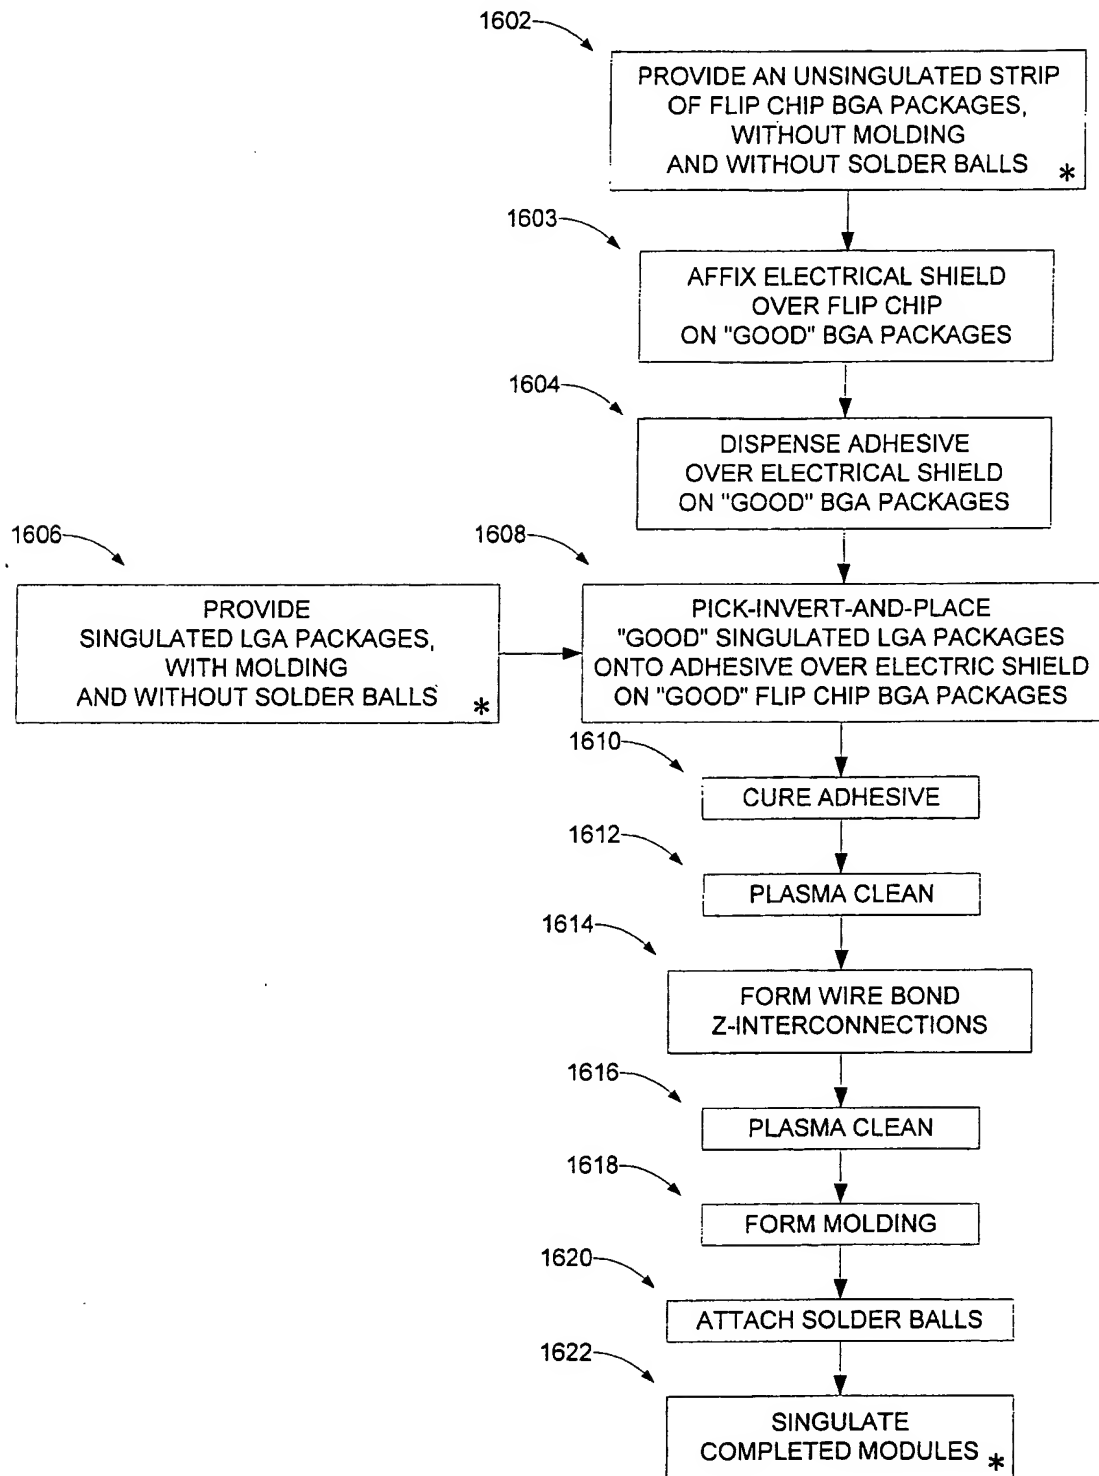 1602
PROVIDE AN UNSINGULATED STRIP
OF FLIP CHIP BGA PACKAGES,
WITHOUT MOLDING
AND WITHOUT SOLDER BALLS *
1603
AFFIX ELECTRICAL SHIELD
OVER FLIP CHIP
ON "GOOD" BGA PACKAGES
1604
DISPENSE ADHESIVE
OVER ELECTRICAL SHIELD
ON "GOOD" BGA PACKAGES
1606
PROVIDE
SINGULATED LGA PACKAGES,
WITH MOLDING
AND WITHOUT SOLDER BALLS *
1608
PICK-INVERT-AND-PLACE
"GOOD" SINGULATED LGA PACKAGES
ONTO ADHESIVE OVER ELECTRIC SHIELD
ON "GOOD" FLIP CHIP BGA PACKAGES
1610
CURE ADHESIVE
1612
PLASMA CLEAN
1614
FORM WIRE BOND
Z-INTERCONNECTIONS
1616
PLASMA CLEAN
1618
FORM MOLDING
1620
ATTACH SOLDER BALLS
1622
SINGULATE
COMPLETED MODULES *